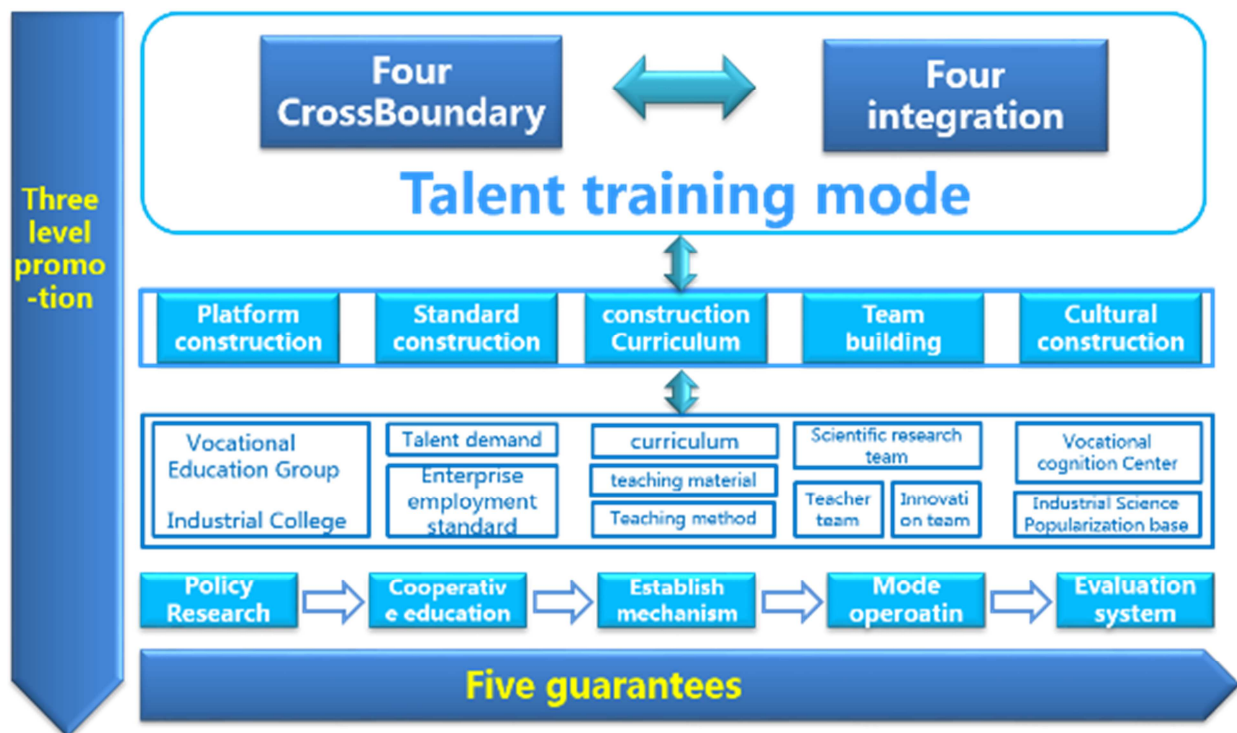 Three
level
promo
-tion
Four
CrossBoundary
Four
integration
Talent training mode
Platform
construction
Standard
construction
construction
Curriculum
Team
building
Cultural
construction
Vocational
Education Group
Industrial College
Talent demand
Enterprise
employment
standard
curriculum
teaching material
Teaching method
Scientific research
team
Teacher
team
Innovati
on team
Vocational
cognition Center
Industrial Science
Popularization base
Policy
Research
Cooperativ
e education
Establish
mechanism
Mode
operoatin
Evaluation
system
Five guarantees